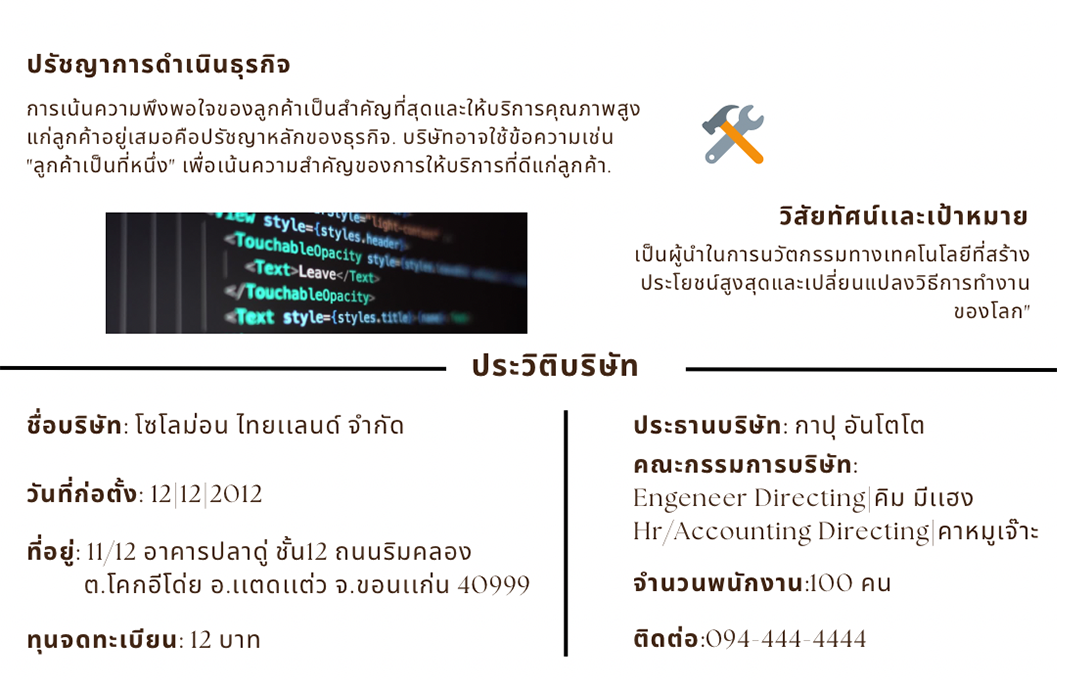 ปรัชญาการดำเนินธุรกิจ
การเน้นความพึงพอใจของลูกค้าเป็นสำคัญที่สุดและให้บริการคุณภาพสูง
แก่ลูกค้าอยู่เสมอคือปรัชญาหลักของธุรกิจ. บริษัทอาจใช้ข้อความเช่น
"ลูกค้าเป็นที่หนึ่ง" เพื่อเน้นความสำคัญของการให้บริการที่ดีแก่ลูกค้า.
View style={styles.header}
<TouchableOpacity style=
<Text>Leave</Text>
</TouchableOpacity>
<Text style={styles.title}
วิสัยทัศน์และเป้าหมาย
เป็นผู้นำในการนวัตกรรมทางเทคโนโลยีที่สร้าง
ประโยชน์สูงสุดและเปลี่ยนแปลงวิธีการทำงาน
ของโลก"
ประวิติบริษัท
ชื่อบริษัท: โซโลม่อน ไทยแลนด์ จำกัด
วันที่ก่อตั้ง: 12|12|2012
ที่อยู่: 11/12 อาคารปลาดู่ ชั้น12 ถนนริมคลอง
ต.โคกอีโด่ย อ.แตดแต่ว จ.ขอนแก่น 40999
ทุนจดทะเบียน: 12 บาท
ประธานบริษัท: กาปุ อันโตโต
คณะกรรมการบริษัท:
Engeneer Directing|คิม มีแฮง
Hr/Accounting Directing|คาหมูเจ๊าะ
จำนวนพนักงาน:100 คน
ติดต่อ:094-444-4444